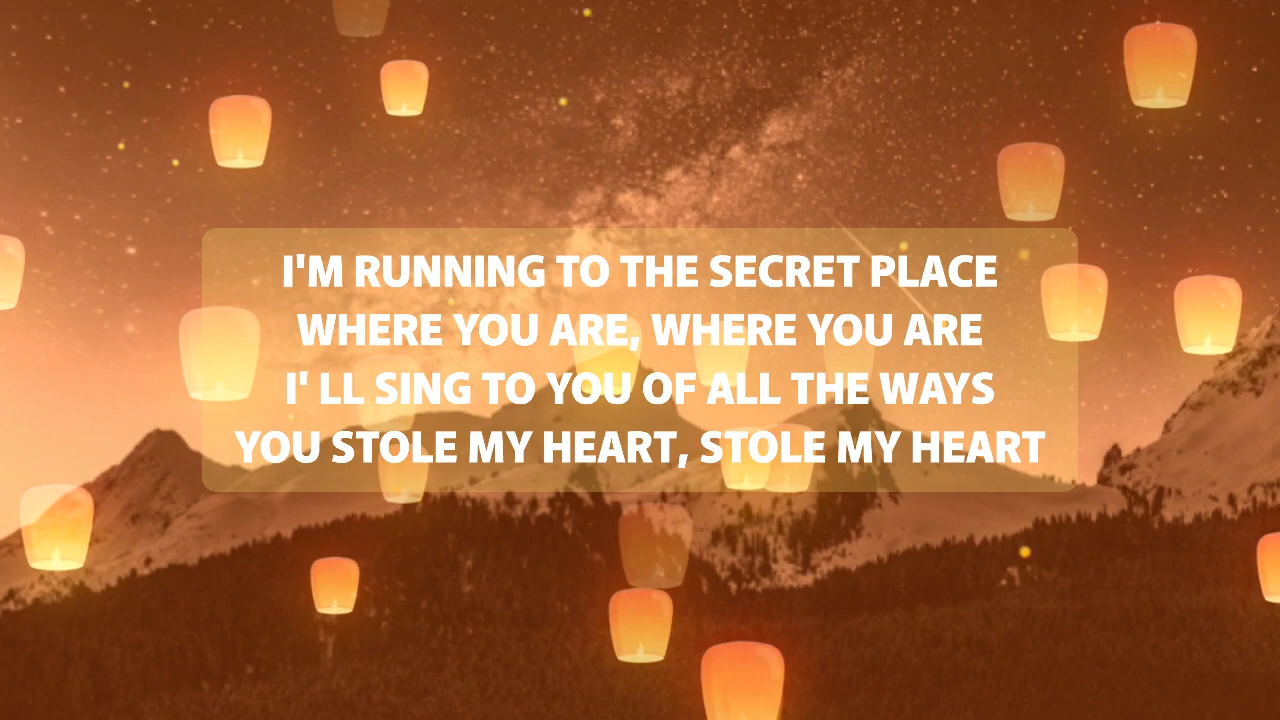 I'M RUNNING TO THE SECRET PLACE
WHERE YOU ARE, WHERE YOU ARE
I' LL SING TO YOU OF ALL THE WAYS
YOU STOLE MY HEART, STOLE MY HEART